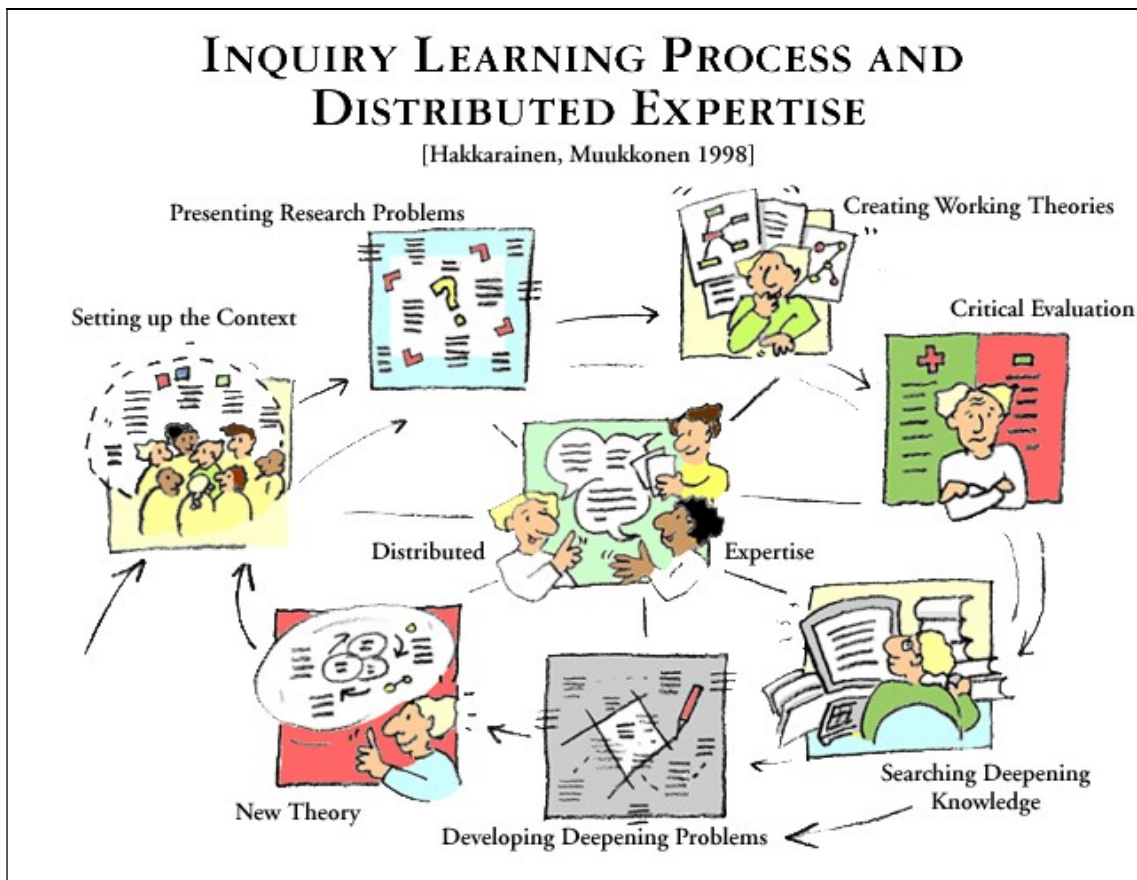 INQUIRY LEARNING PROCESS AND
DISTRIBUTED EXPERTISE
[Hakkarainen, Muukkonen 1998]
Presenting Research Problems
Creating Working Theories
Setting up the Context
Critical Evaluation
?
Distributed
Expertise
Searching Deepening
Knowledge
New Theory
Developing Deepening Problems